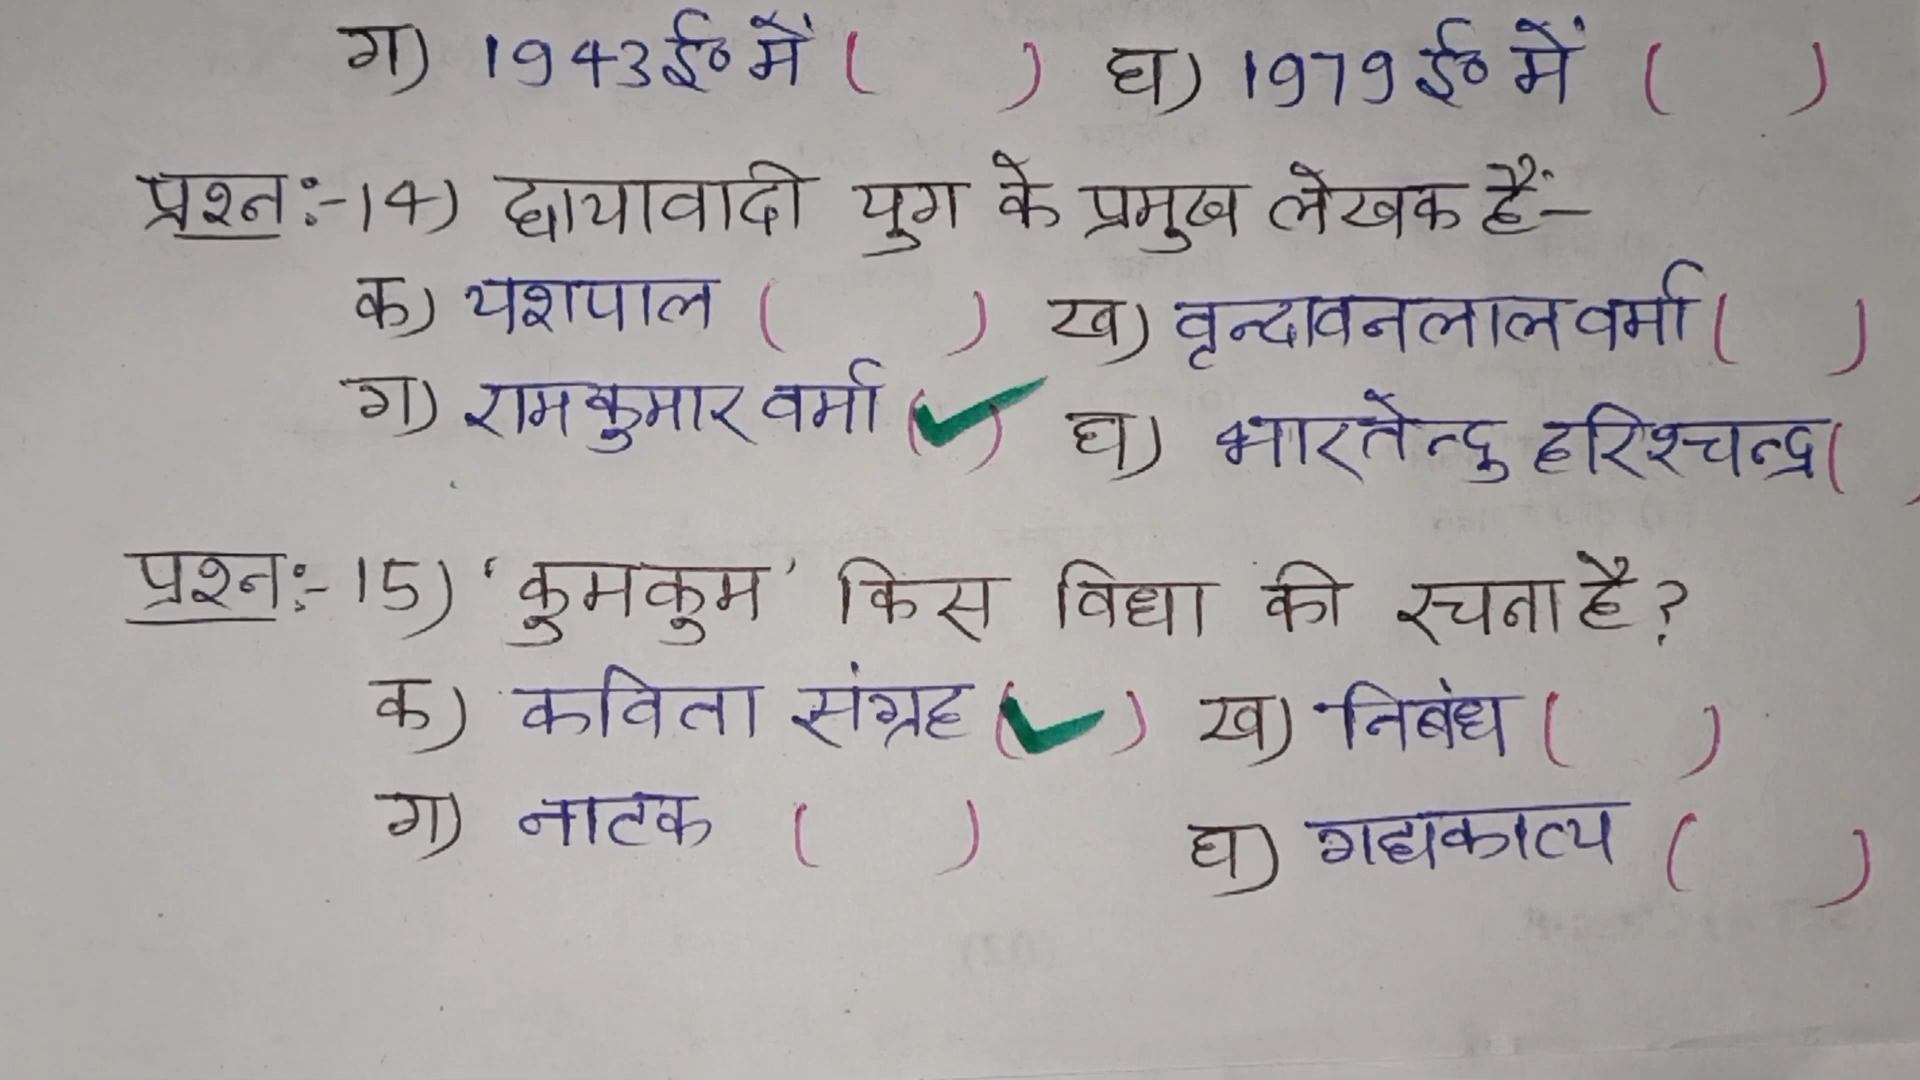 ग) 1943 ई० में ( ) घ) 1979 ई० में ( )
प्रश्न:-14) छायावादी युग के प्रमुख लेखक हैं-
क) यशपाल ( ) ख) वृन्दावनलाल वर्मा ( )
ग) रामकुमार वर्मा (✓) घ) भारतेन्दु हरिश्चन्द्र ( )
प्रश्न:-15) 'कुमकुम' किस विधा की रचना है?
क) कविता संग्रह (✓) ख) निबंध ( )
ग) नाटक ( ) घ) गद्यकाव्य ( )